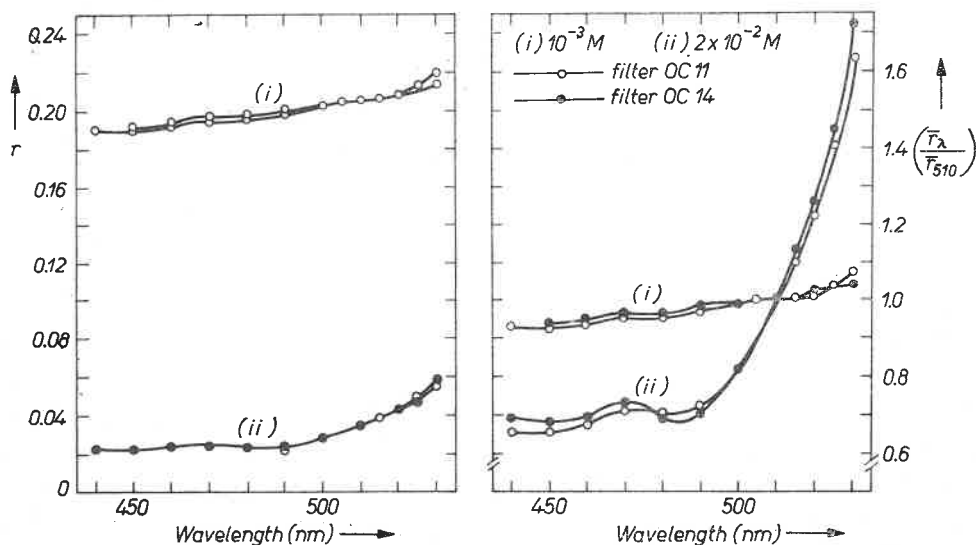 0.24
0.20
r
0.16
0.12
0.08
0.04
0
(i)
(ii)
450
500
Wavelength (nm)
(i) 10⁻³ M (ii) 2 x 10⁻² M
filter OC 11
filter OC 14
(i)
(ii)
1.6
1.4
(r̅λ / r̅510)
1.2
1.0
0.8
0.6
450
500
Wavelength (nm)